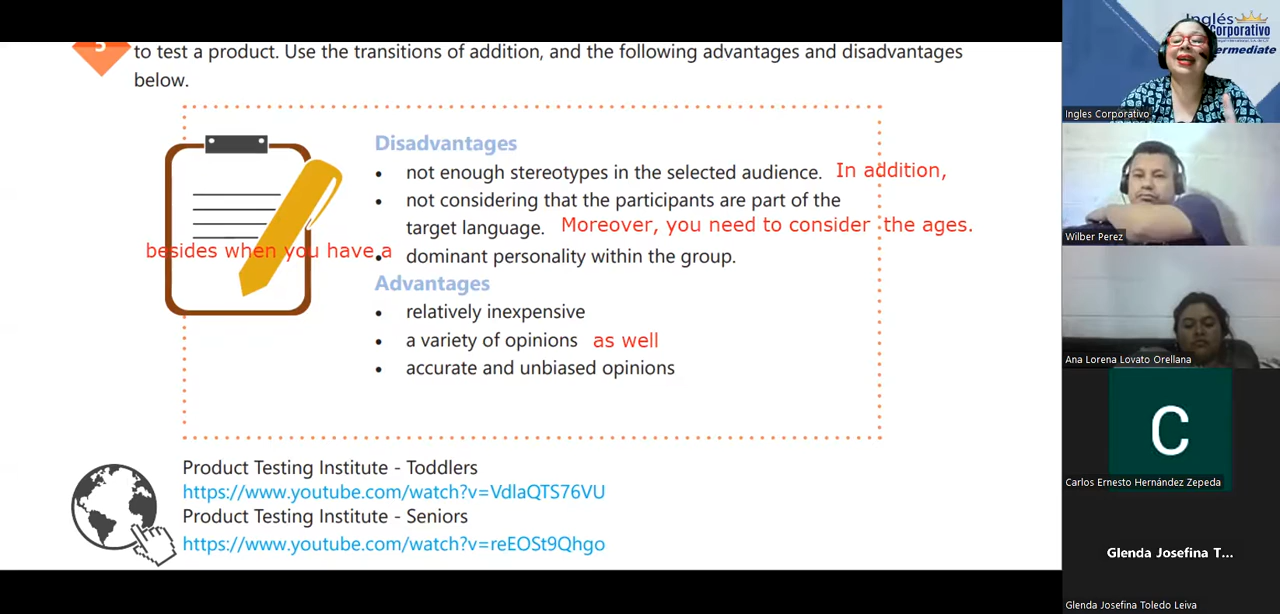 5
to test a product. Use the transitions of addition, and the following advantages and disadvantages
below.
Disadvantages
• not enough stereotypes in the selected audience. In addition,
• not considering that the participants are part of the
target language. Moreover, you need to consider the ages.
besides when you have a • dominant personality within the group.
Advantages
• relatively inexpensive
• a variety of opinions as well
• accurate and unbiased opinions
Product Testing Institute - Toddlers
https://www.youtube.com/watch?v=VdlaQTS76VU
Product Testing Institute - Seniors
https://www.youtube.com/watch?v=reEOSt9Qhgo
Inglés
Corporativo
Ingles Corporativo
Wilber Perez
Ana Lorena Lovato Orellana
C
Carlos Ernesto Hernández Zepeda
Glenda Josefina T...
Glenda Josefina Toledo Leiva